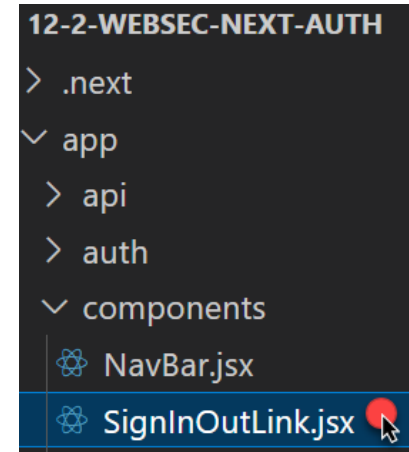 12-2-WEBSEC-NEXT-AUTH
.next
app
api
auth
components
NavBar.jsx
SignInOutLink.jsx